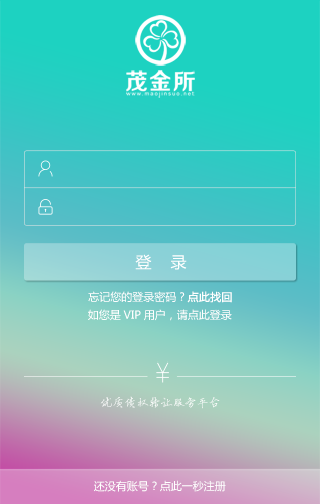 茂金所
www.maojinsuo.net
登 录
忘记您的登录密码？点此找回
如您是 VIP 用户，请点此登录
¥
优质债权转让服务平台
还没有账号？点此一秒注册